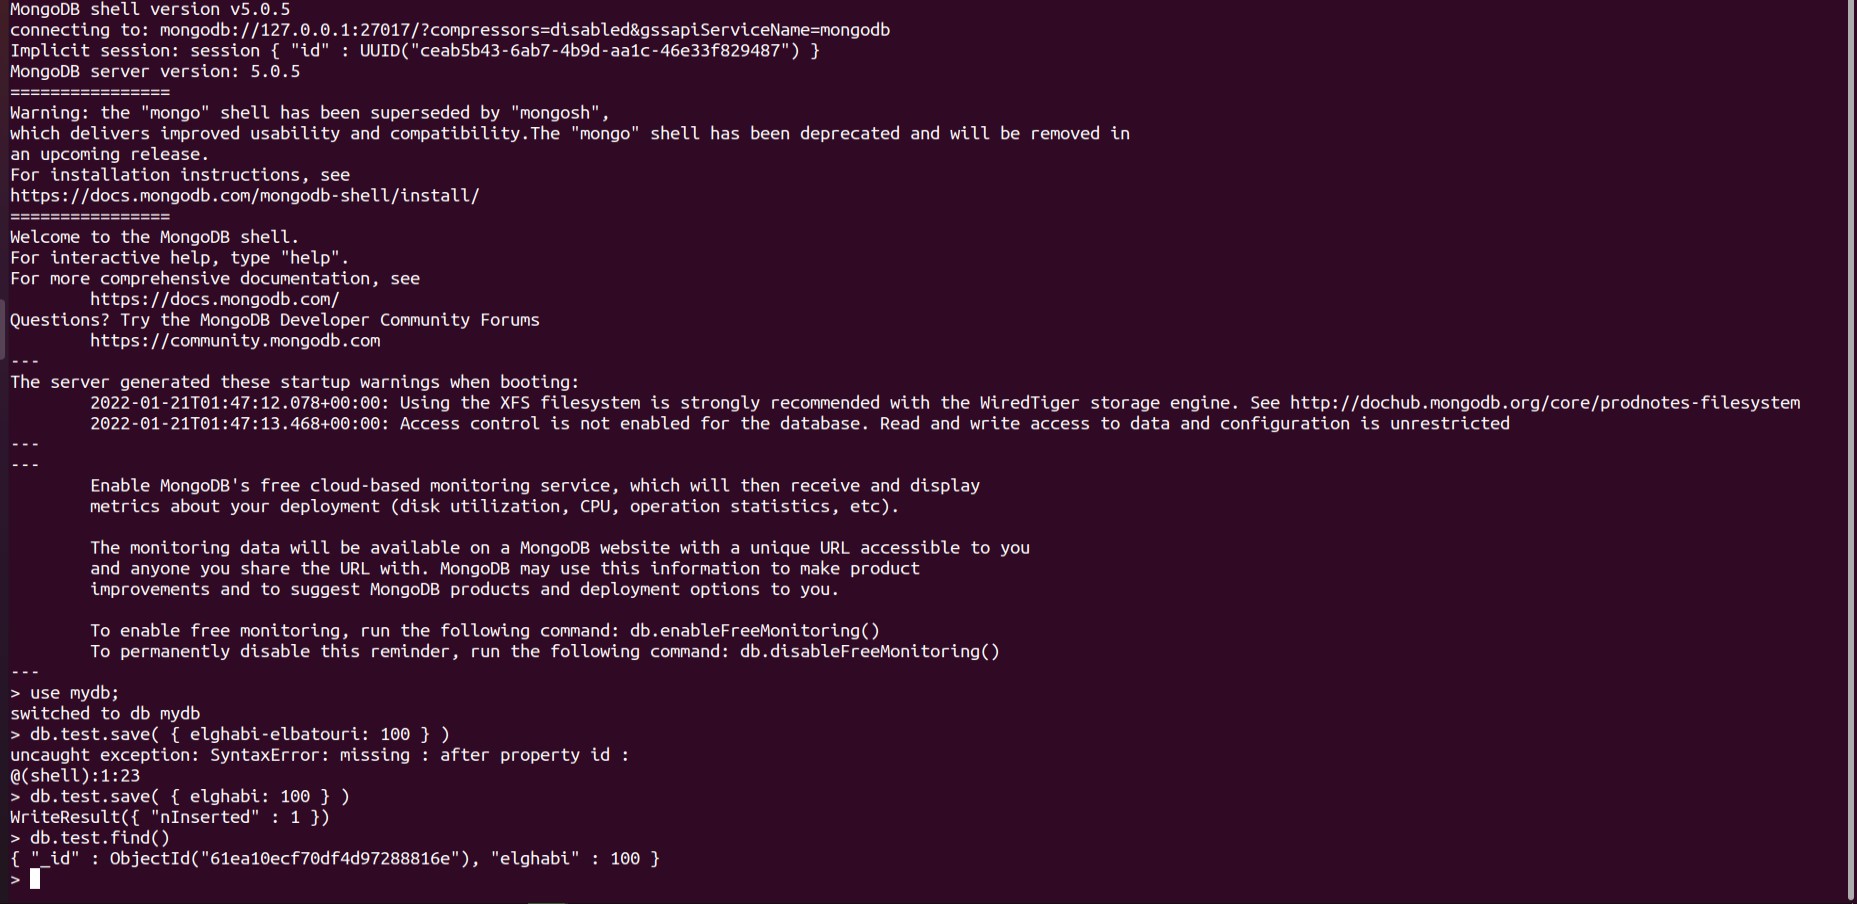 MongoDB shell version v5.0.5
connecting to: mongodb://127.0.0.1:27017/?compressors=disabled&gssapiServiceName=mongodb
Implicit session: session { "id" : UUID("ceab5b43-6ab7-4b9d-aa1c-46e33f829487") }
MongoDB server version: 5.0.5
================
Warning: the "mongo" shell has been superseded by "mongosh",
which delivers improved usability and compatibility.The "mongo" shell has been deprecated and will be removed in
an upcoming release.
For installation instructions, see
https://docs.mongodb.com/mongodb-shell/install/
================
Welcome to the MongoDB shell.
For interactive help, type "help".
For more comprehensive documentation, see
https://docs.mongodb.com/
Questions? Try the MongoDB Developer Community Forums
https://community.mongodb.com
---
The server generated these startup warnings when booting:
2022-01-21T01:47:12.078+00:00: Using the XFS filesystem is strongly recommended with the WiredTiger storage engine. See http://dochub.mongodb.org/core/prodnotes-filesystem
2022-01-21T01:47:13.468+00:00: Access control is not enabled for the database. Read and write access to data and configuration is unrestricted
---
---
Enable MongoDB's free cloud-based monitoring service, which will then receive and display
metrics about your deployment (disk utilization, CPU, operation statistics, etc).
The monitoring data will be available on a MongoDB website with a unique URL accessible to you
and anyone you share the URL with. MongoDB may use this information to make product
improvements and to suggest MongoDB products and deployment options to you.
To enable free monitoring, run the following command: db.enableFreeMonitoring()
To permanently disable this reminder, run the following command: db.disableFreeMonitoring()
---
> use mydb;
switched to db mydb
> db.test.save( { elghabi-elbatouri: 100 } )
uncaught exception: SyntaxError: missing : after property id :
@(shell):1:23
> db.test.save( { elghabi: 100 } )
WriteResult({ "nInserted" : 1 })
> db.test.find()
{ "_id" : ObjectId("61ea10ecf70df4d97288816e"), "elghabi" : 100 }
>